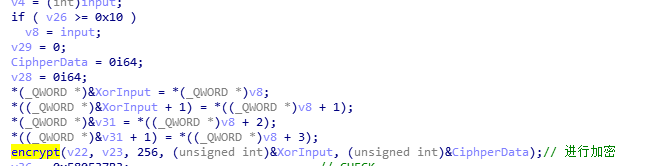 v4 = (int)input;
if ( v26 >= 0x10 )
v8 = input;
v29 = 0;
CiphperData = 0i64;
v28 = 0i64;
*(_QWORD *)&XorInput = *(_QWORD *)v8;
*((_QWORD *)&XorInput + 1) = *((_QWORD *)v8 + 1);
*(_QWORD *)&v31 = *((_QWORD *)v8 + 2);
*((_QWORD *)&v31 + 1) = *((_QWORD *)v8 + 3);
encrypt(v22, v23, 256, (unsigned int)&XorInput, (unsigned int)&CiphperData);// 进行加密
// CHECK